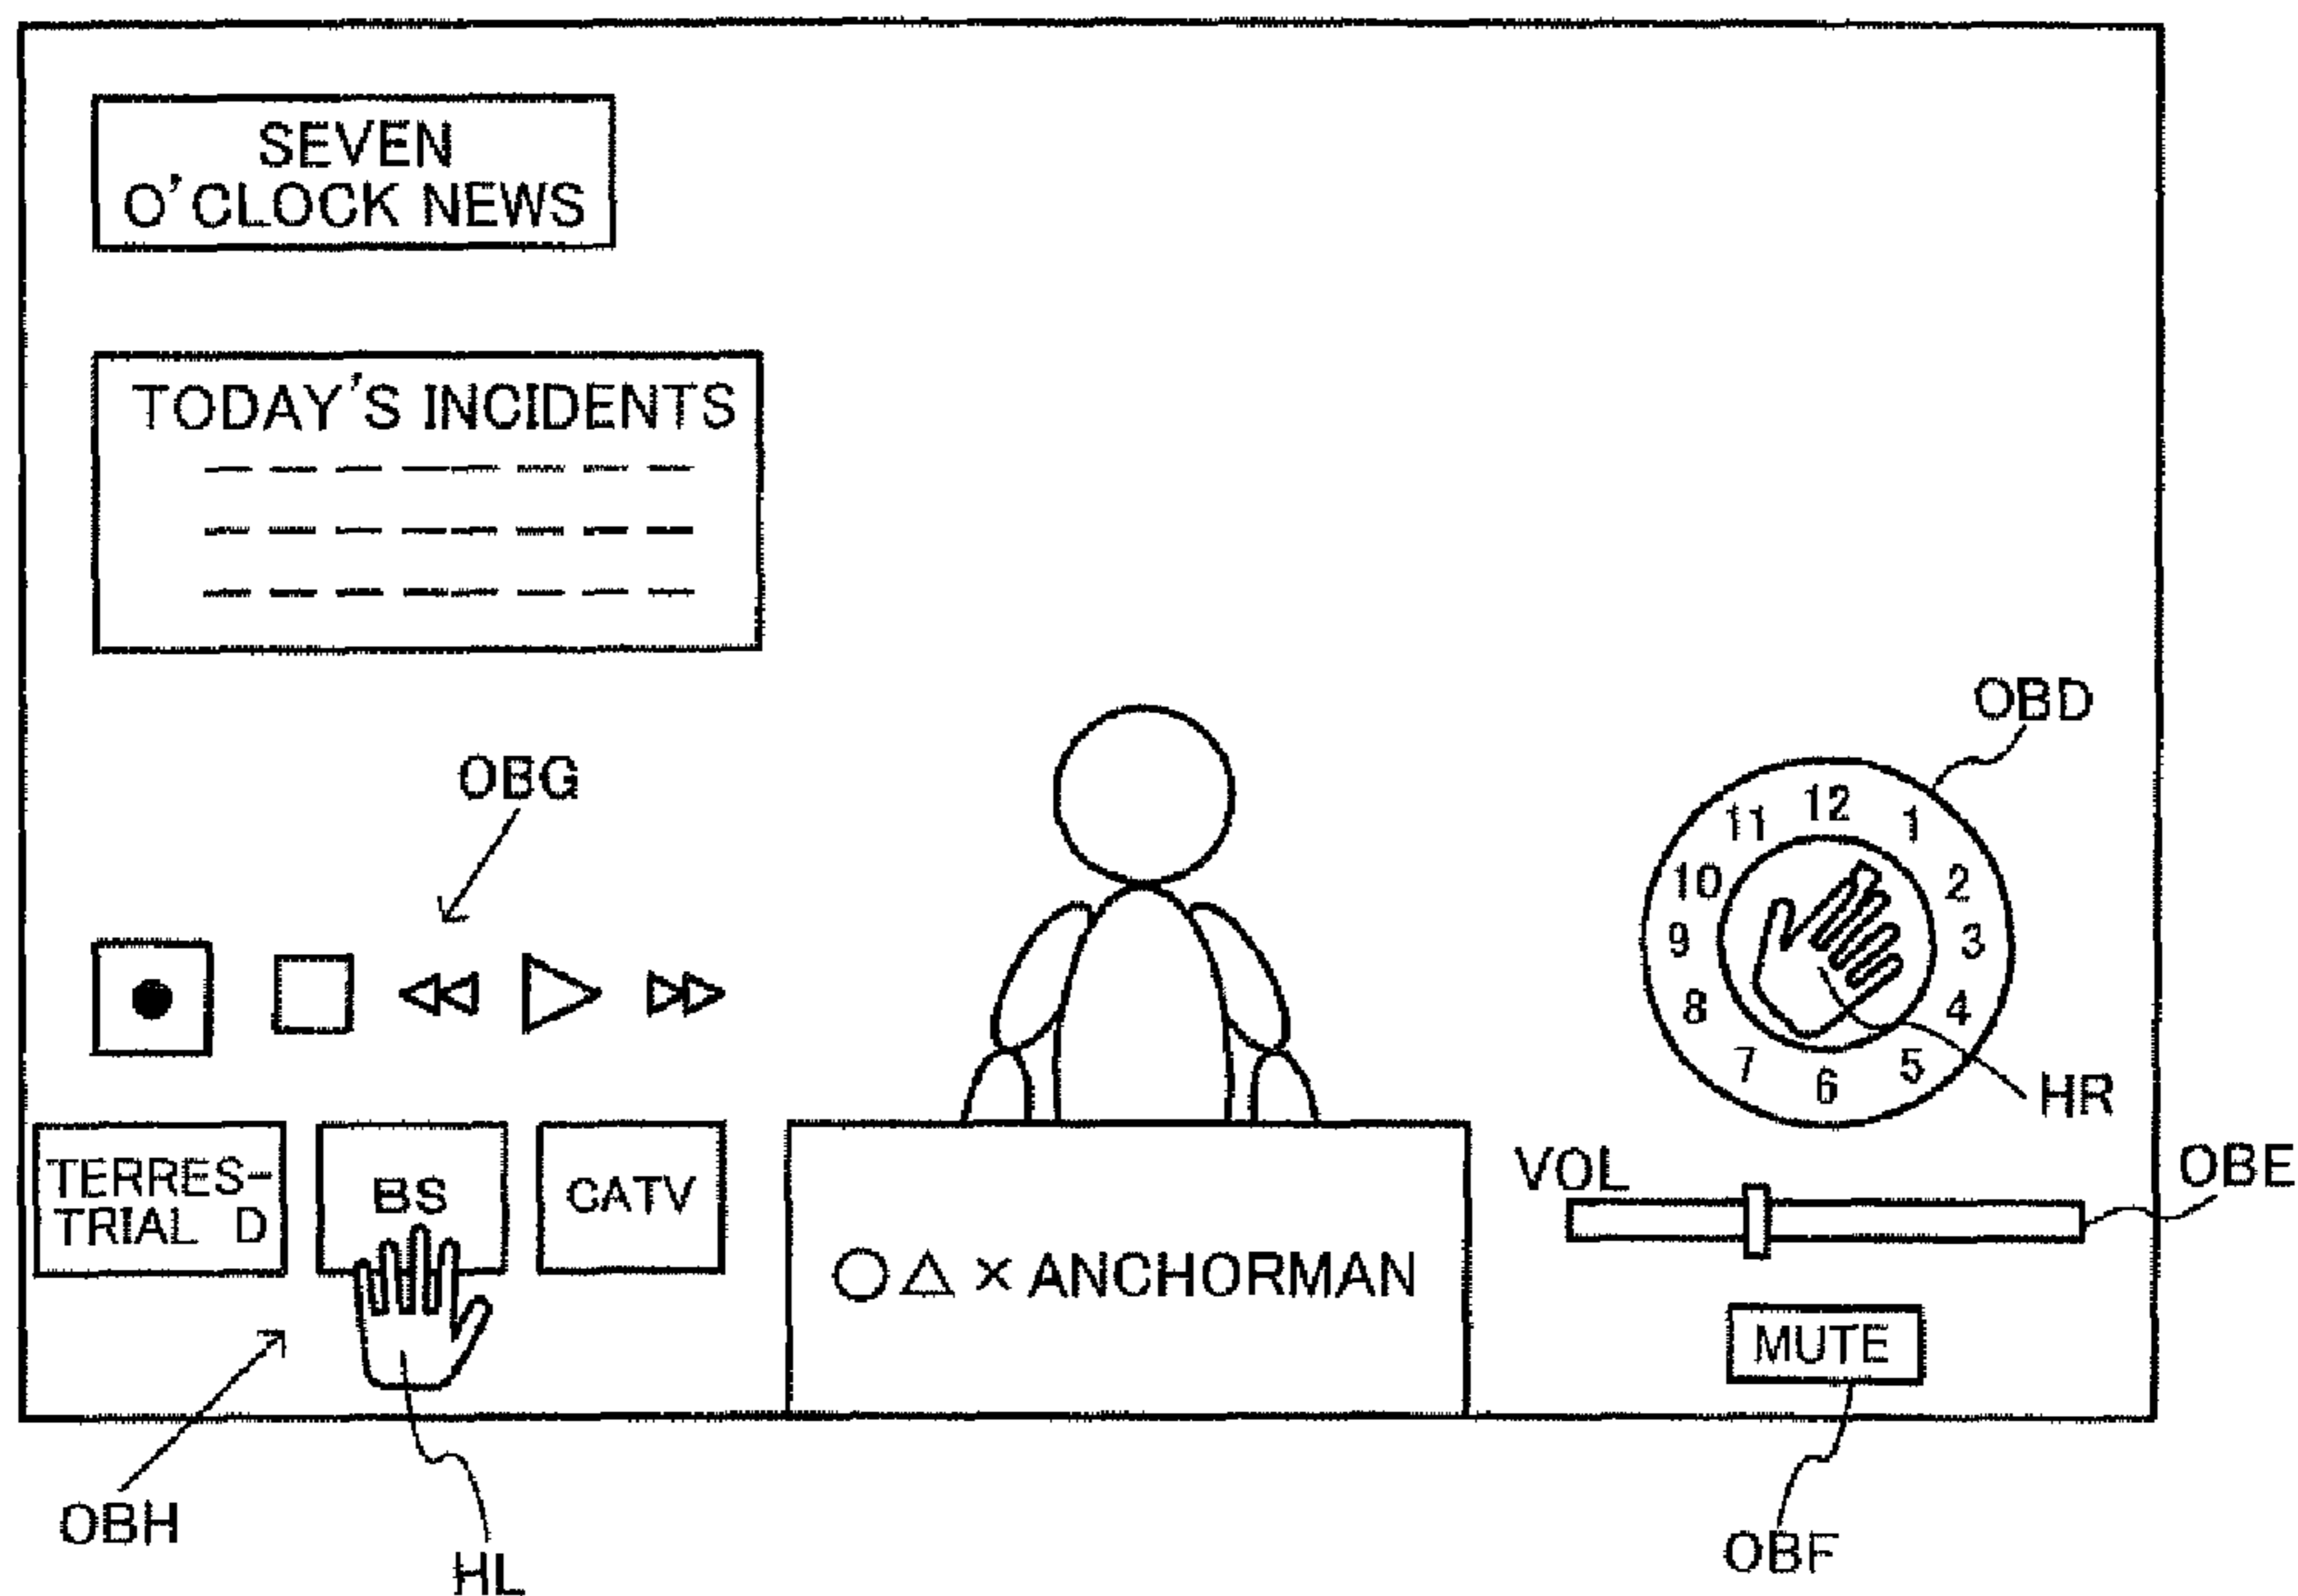 SEVEN
O'CLOCK NEWS
TODAY'S INCIDENTS
OBD
OBG
11 12 1
10 2
9 3
8 4
7 6 5
HR
TERRES-
TRIAL D
BS
CATV
VOL
OBE
○△× ANCHORMAN
MUTE
OBH
HL
OBF